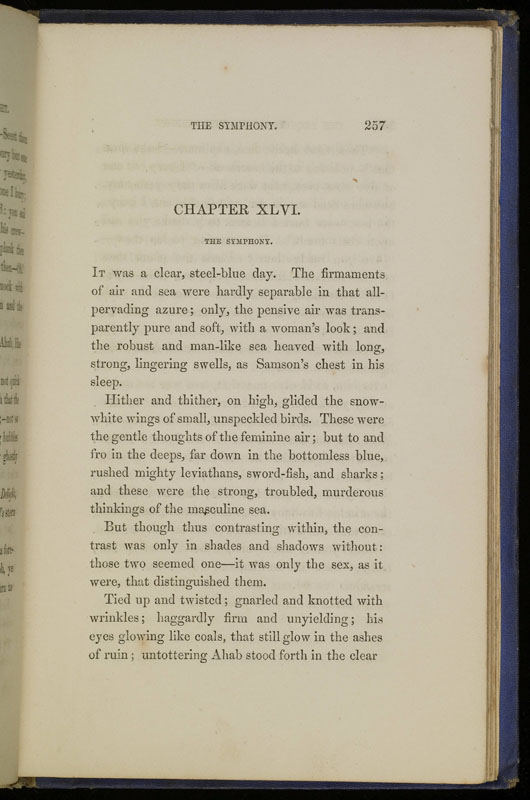 THE SYMPHONY. 257
CHAPTER XLVI.
THE SYMPHONY.
IT was a clear, steel-blue day. The firmaments
of air and sea were hardly separable in that all-
pervading azure; only, the pensive air was trans-
parently pure and soft, with a woman's look; and
the robust and man-like sea heaved with long,
strong, lingering swells, as Samson's chest in his
sleep.
Hither and thither, on high, glided the snow-
white wings of small, unspeckled birds. These were
the gentle thoughts of the feminine air; but to and
fro in the deeps, far down in the bottomless blue,
rushed mighty leviathans, sword-fish, and sharks;
and these were the strong, troubled, murderous
thinkings of the masculine sea.
But though thus contrasting within, the con-
trast was only in shades and shadows without:
those two seemed one—it was only the sex, as it
were, that distinguished them.
Tied up and twisted; gnarled and knotted with
wrinkles; haggardly firm and unyielding; his
eyes glowing like coals, that still glow in the ashes
of ruin; untottering Ahab stood forth in the clear